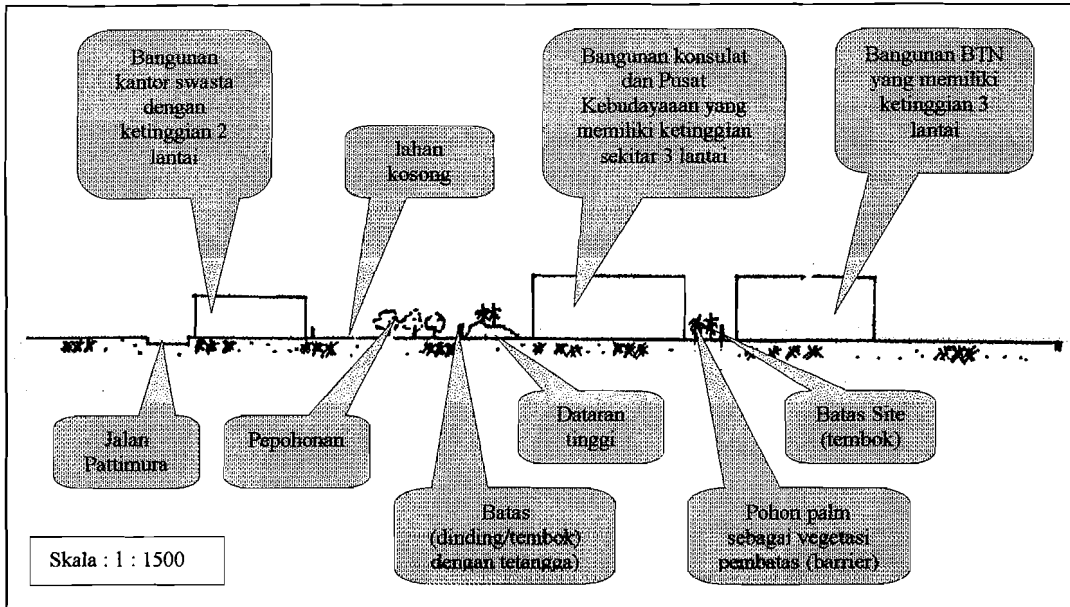 Bangunan
kantor swasta
dengan
ketinggian 2
lantai
lahan
kosong
Bangunan konsulat
dan Pusat
Kebudayaaan yang
memiliki ketinggian
sekitar 3 lantai
Bangunan BTN
yang memiliki
ketinggian 3
lantai
Jalan
Pattimura
Pepohonan
Dataran
tinggi
Batas Site
(tembok)
Batas
(dinding/tembok)
dengan tetangga)
Pohon palm
sebagai vegetasi
pembatas (barrier)
Skala : 1 : 1500